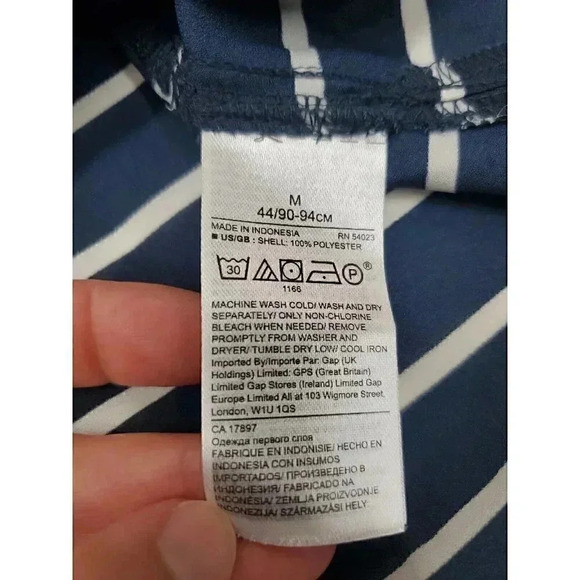 M
44/90-94CM
MADE IN INDONESIA RN 54023
■ US/GB : SHELL: 100% POLYESTER
30 P ®
1166
MACHINE WASH COLD/ WASH AND DRY
SEPARATELY/ ONLY NON-CHLORINE
BLEACH WHEN NEEDED/ REMOVE
PROMPTLY FROM WASHER AND
DRYER/ TUMBLE DRY LOW/ COOL IRON
Imported By/Importe Par: Gap (UK
Holdings) Limited: GPS (Great Britain)
Limited Gap Stores (Ireland) Limited Gap
Europe Limited All at 103 Wigmore Street,
London, W1U 1QS
CA 17897
Одежда первого слоя
FABRIQUE EN INDONISIE/ HECHO EN
INDONESIA CON INSUMOS
IMPORTADOS/ ПРОИЗВЕДЕНО В
ИНДОНЕЗИЯ/ FABRICADO NA
INDONÉSIA/ ZEMLJA PROIZVODNJE
INDONEZIJA/ SZÁRMAZÁSI HELY: